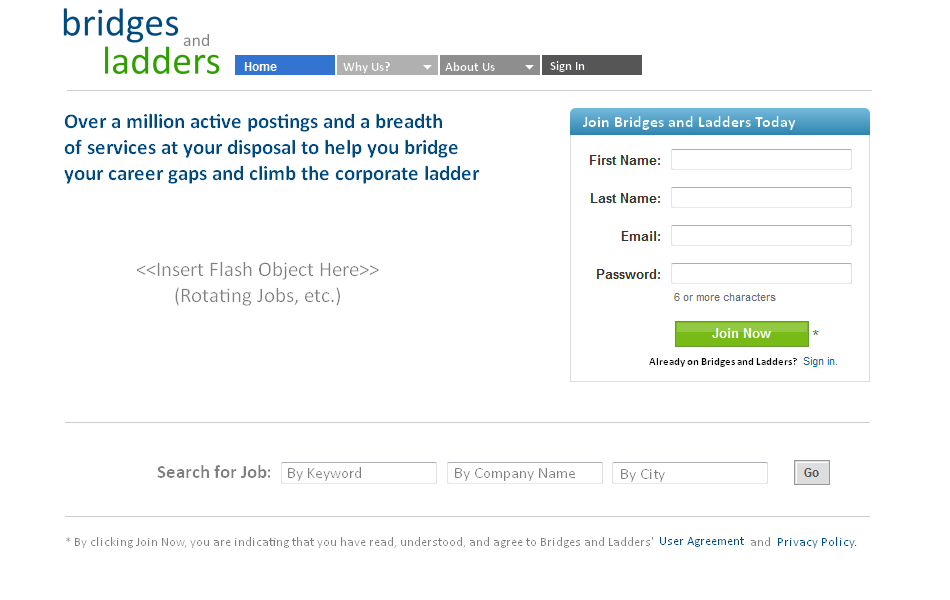 bridges
and
ladders
Home Why Us? About Us Sign In
Over a million active postings and a breadth
of services at your disposal to help you bridge
your career gaps and climb the corporate ladder
<<Insert Flash Object Here>>
(Rotating Jobs, etc.)
Join Bridges and Ladders Today
First Name:
Last Name:
Email:
Password:
6 or more characters
Join Now *
Already on Bridges and Ladders? Sign in.
Search for Job: By Keyword By Company Name By City Go
* By clicking Join Now, you are indicating that you have read, understood, and agree to Bridges and Ladders' User Agreement and Privacy Policy.